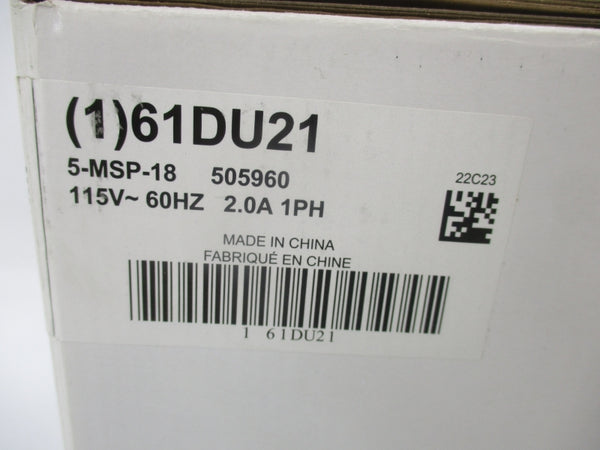 (1)61DU21
5-MSP-18 505960
115V~ 60HZ 2.0A 1PH
22C23
MADE IN CHINA
FABRIQUÉ EN CHINE
1 61DU21